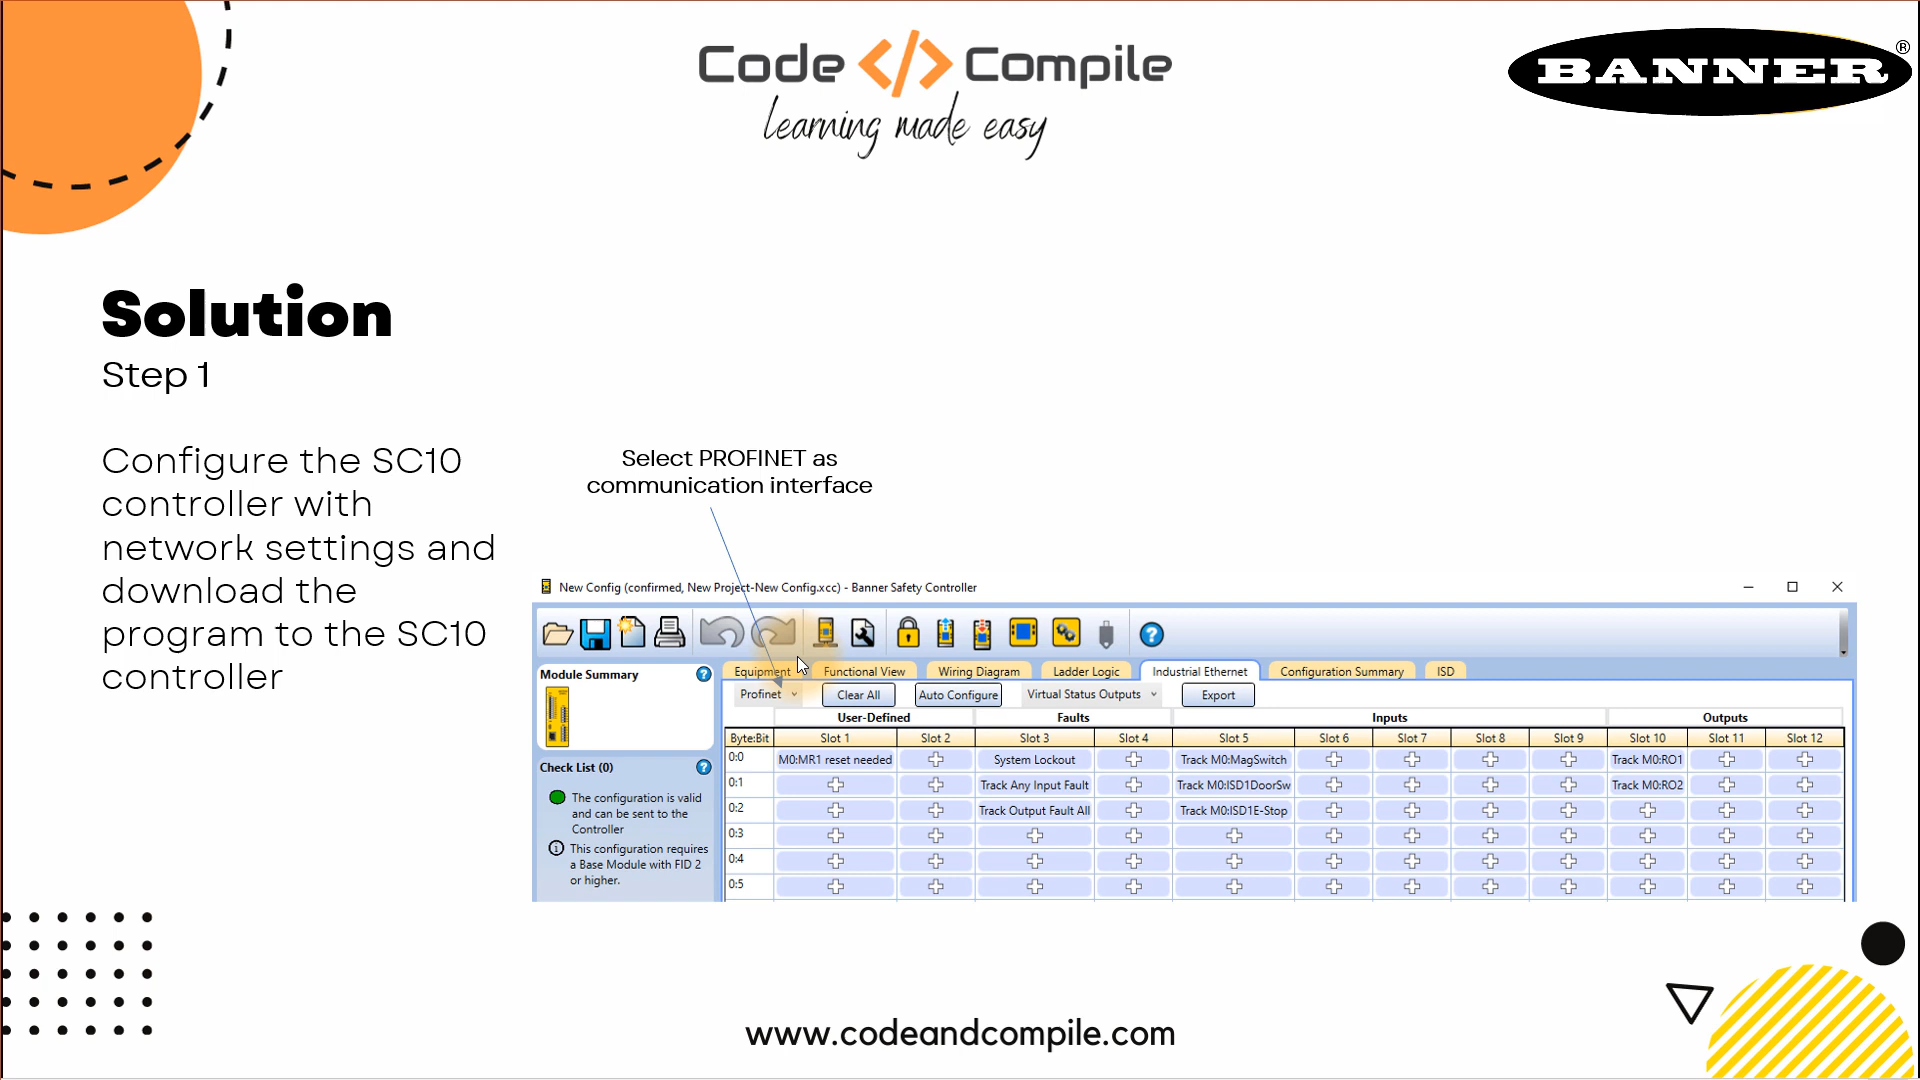 Code </> Compile
learning made easy
BANNER®
Solution
Step 1
Configure the SC10
controller with
network settings and
download the
program to the SC10
controller
Select PROFINET as
communication interface
New Config (confirmed, New Project-New Config.xcc) - Banner Safety Controller
Module Summary
Equipment Functional View Wiring Diagram Ladder Logic Industrial Ethernet Configuration Summary ISD
Profinet Clear All Auto Configure Virtual Status Outputs Export
User-Defined Faults Inputs Outputs
Byte:Bit Slot 1 Slot 2 Slot 3 Slot 4 Slot 5 Slot 6 Slot 7 Slot 8 Slot 9 Slot 10 Slot 11 Slot 12
0:0 M0:MR1 reset needed System Lockout Track M0:MagSwitch Track M0:RO1
0:1 Track Any Input Fault Track M0:ISD1DoorSw Track M0:RO2
0:2 Track Output Fault All Track M0:ISD1E-Stop
0:3
0:4
0:5
Check List (0)
The configuration is valid
and can be sent to the
Controller
This configuration requires
a Base Module with FID 2
or higher.
www.codeandcompile.com